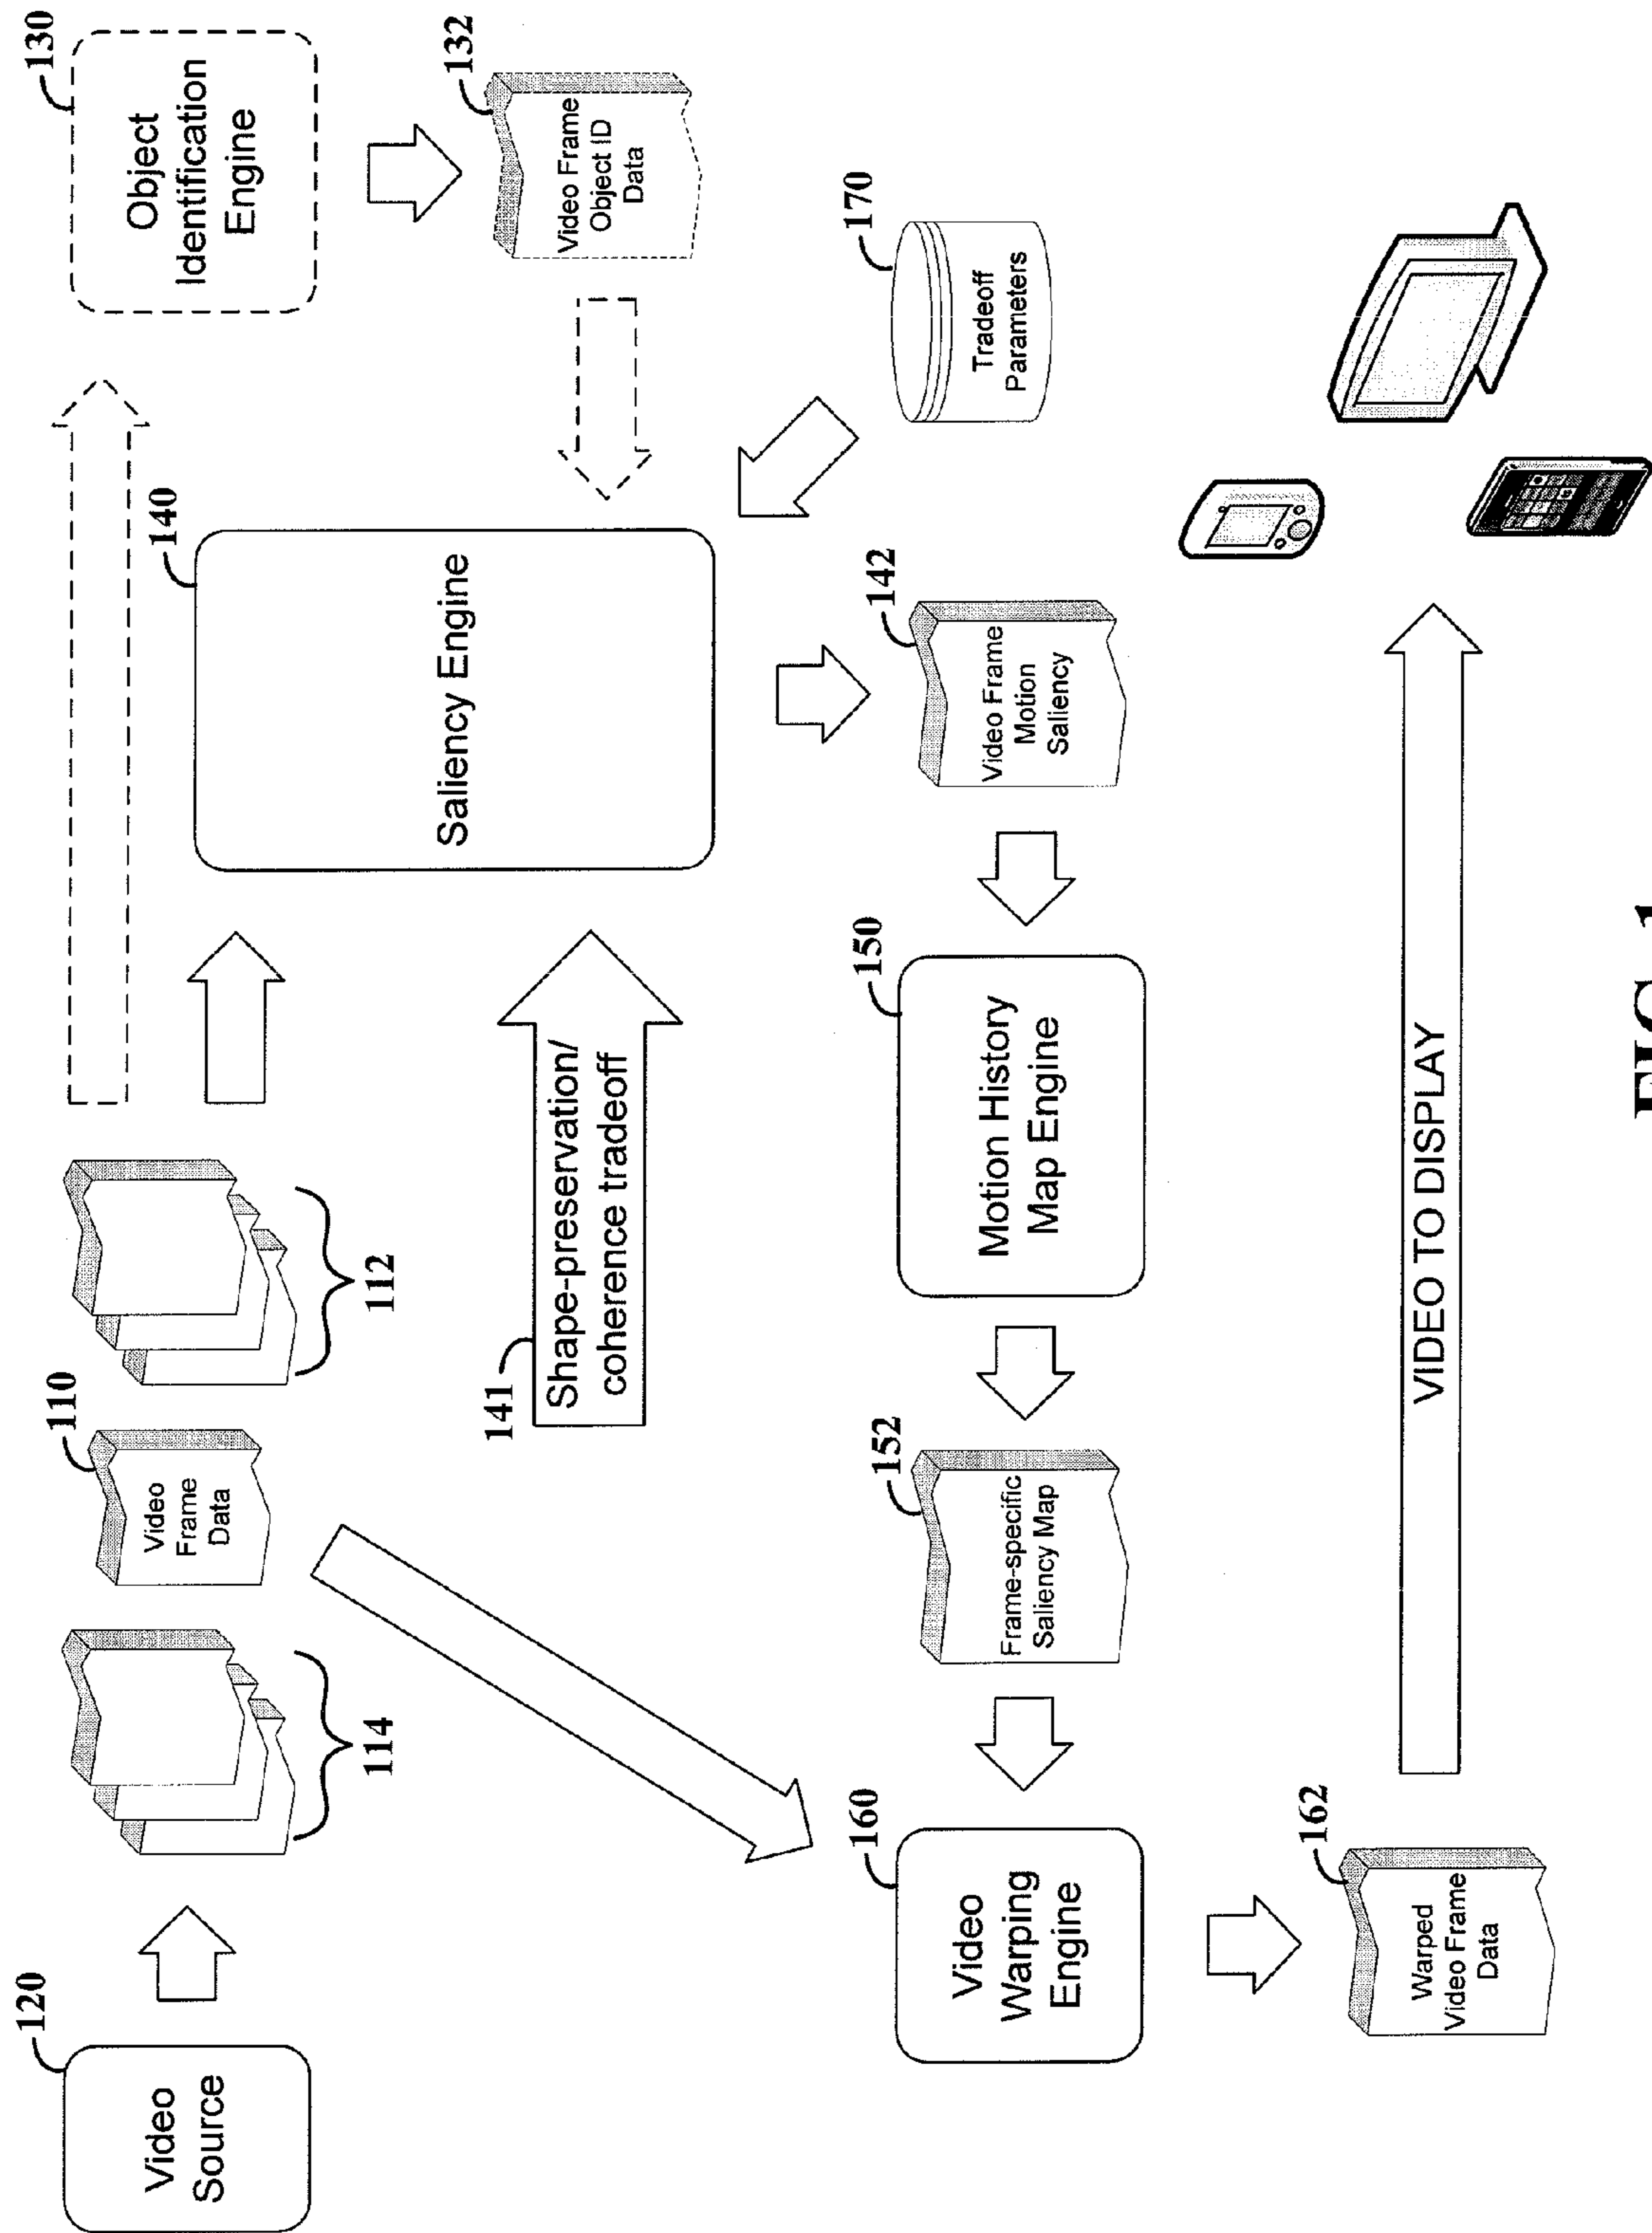 120
Video
Source
114
110
Video
Frame
Data
112
130
Object
Identification
Engine
132
Video Frame
Object ID
Data
140
Saliency Engine
141
Shape-preservation/
coherence tradeoff
170
Tradeoff
Parameters
160
Video
Warping
Engine
152
Frame-specific
Saliency Map
150
Motion History
Map Engine
142
Video Frame
Motion
Saliency
162
Warped
Video Frame
Data
VIDEO TO DISPLAY